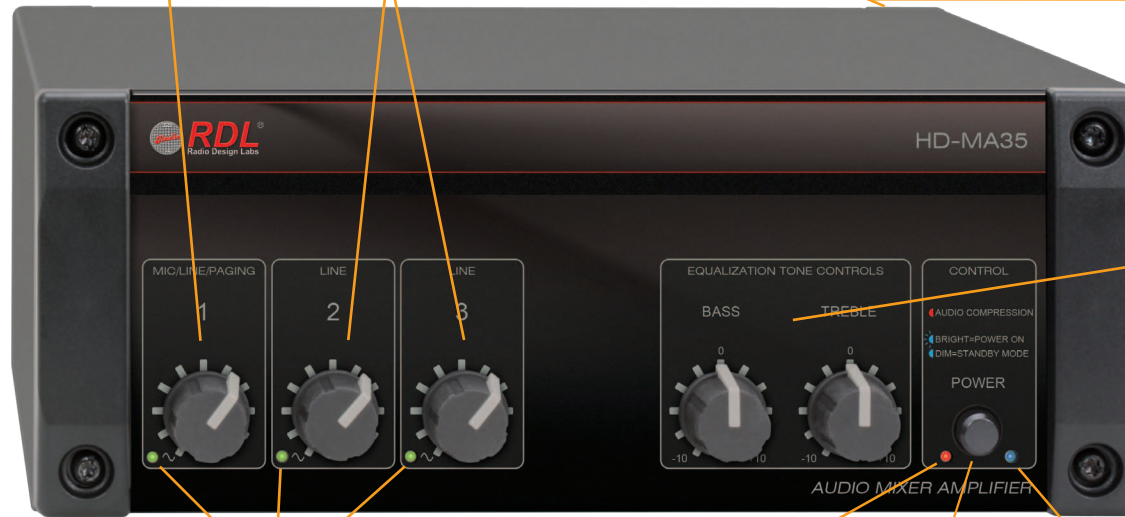 Radio
RDL®
Radio Design Labs
HD-MA35
MIC/LINE/PAGING
1
LINE
2
LINE
3
EQUALIZATION TONE CONTROLS
BASS
TREBLE
0
0
-10
10
-10
10
CONTROL
AUDIO COMPRESSION
BRIGHT=POWER ON
DIM=STANDBY MODE
POWER
AUDIO MIXER AMPLIFIER